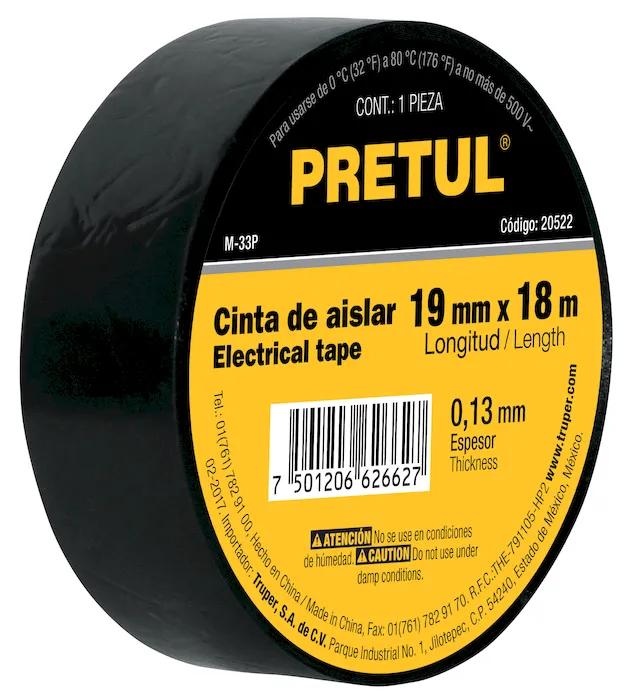 Para usarse de 0 °C (32 °F) a 80 °C (176 °F) a no más de 500 V~
CONT.: 1 PIEZA
PRETUL®
M-33P
Código: 20522
Cinta de aislar 19 mm x 18 m
Electrical tape Longitud / Length
0,13 mm
Espesor
Thickness
7 501206 626627
ATENCIÓN No se use en condiciones
de húmedad. CAUTION Do not use under
damp conditions.
Tel.: 01(761) 782 91 00, Hecho en China / Made in China, Fax: 01(761) 782 91 70. R.F.C.:THE-791105-HP2 www.truper.com
02-2017. Importador: Truper, S.A. de C.V. Parque Industrial No. 1, Jilotepec, C.P. 54240, Estado de México, México.